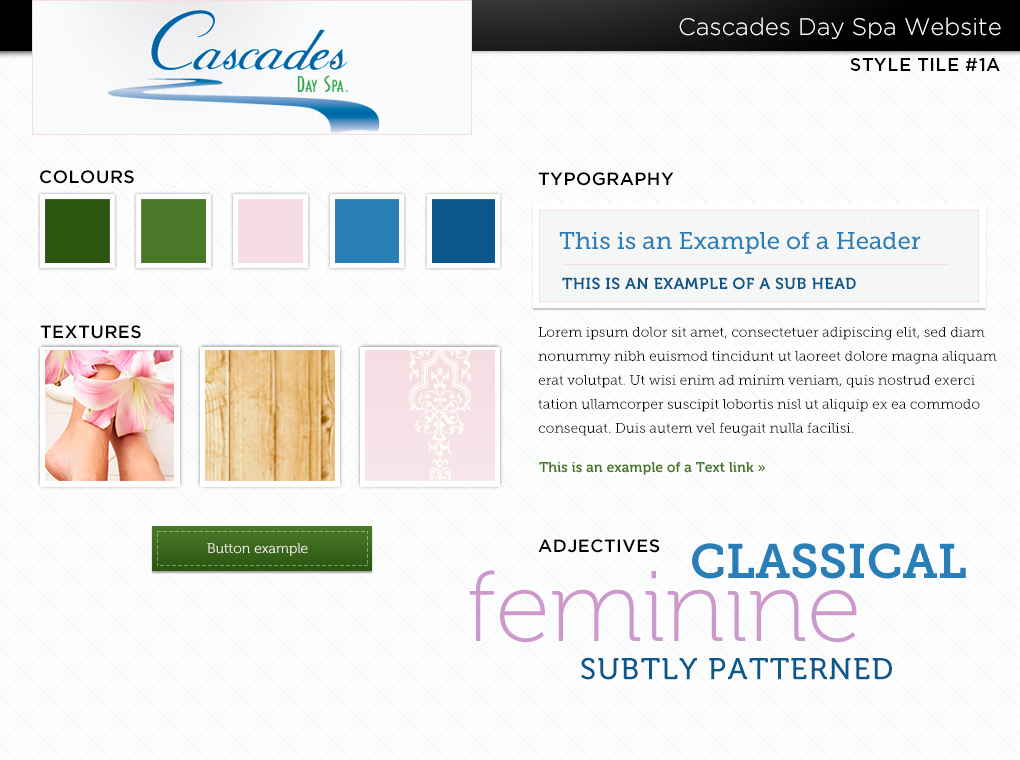 Cascades
DAY SPA.
Cascades Day Spa Website
STYLE TILE #1A
COLOURS
TEXTURES
Button example
TYPOGRAPHY
This is an Example of a Header
THIS IS AN EXAMPLE OF A SUB HEAD
Lorem ipsum dolor sit amet, consectetuer adipiscing elit, sed diam
nonummy nibh euismod tincidunt ut laoreet dolore magna aliquam
erat volutpat. Ut wisi enim ad minim veniam, quis nostrud exerci
tation ullamcorper suscipit lobortis nisl ut aliquip ex ea commodo
consequat. Duis autem vel feugait nulla facilisi.
This is an example of a Text link »
ADJECTIVES
CLASSICAL
feminine
SUBTLY PATTERNED